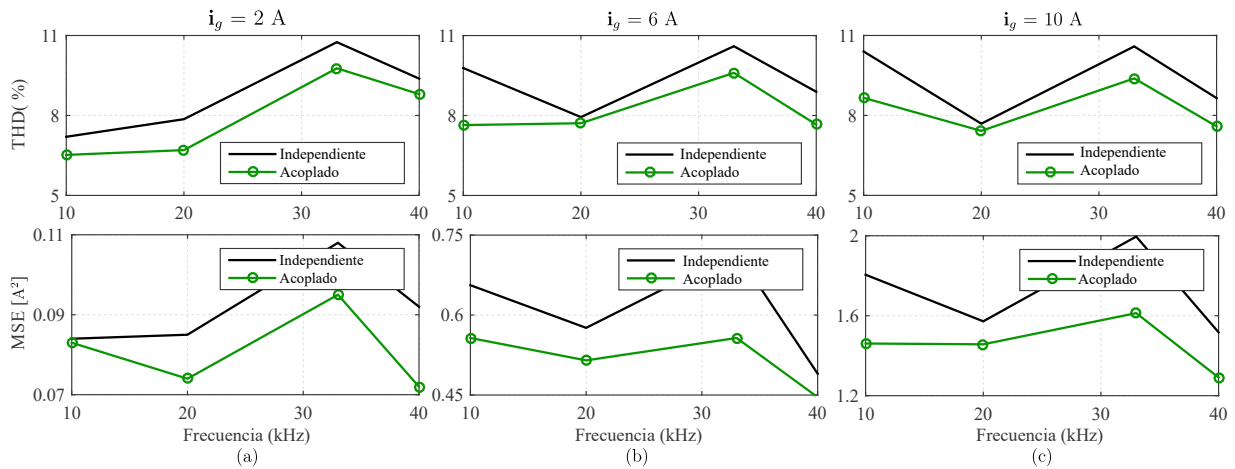 i_g = 2 A
i_g = 6 A
i_g = 10 A
THD( %)
11
8
5
10 20 30 40
Independiente
Acoplado
11
8
5
10 20 30 40
Independiente
Acoplado
11
8
5
10 20 30 40
Independiente
Acoplado
MSE [A²]
0.11
0.09
0.07
10 20 30 40
Independiente
Acoplado
Frecuencia (kHz)
(a)
0.75
0.6
0.45
10 20 30 40
Independiente
Acoplado
Frecuencia (kHz)
(b)
2
1.6
1.2
10 20 30 40
Independiente
Acoplado
Frecuencia (kHz)
(c)